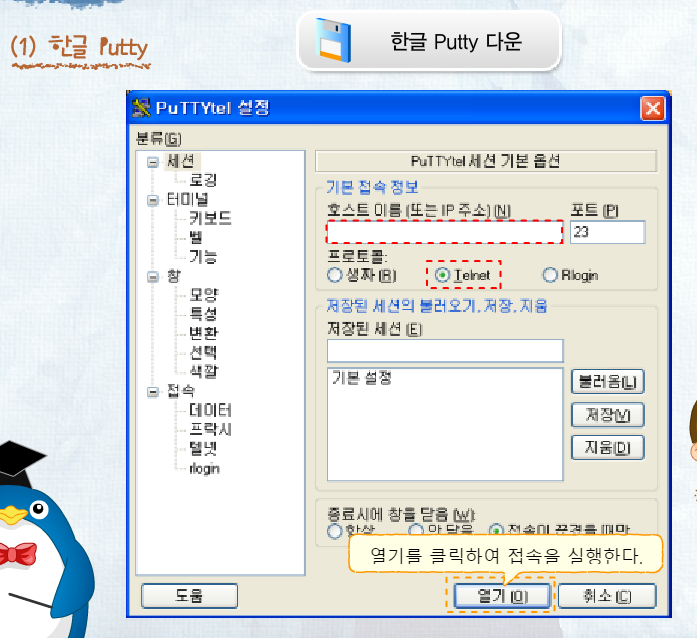 (1) 한글 Putty
한글 Putty 다운
PuTTYtel 설정
분류(G)
세션
로깅
터미널
키보드
벨
기능
창
모양
특성
변환
선택
색깔
접속
데이터
프락시
텔넷
rlogin
PuTTYtel 세션 기본 옵션
기본 접속 정보
호스트 이름 (또는 IP 주소) (N)
포트 (P)
23
프로토콜:
생짜 (R)
Telnet
Rlogin
저장된 세션의 불러오기, 저장, 지움
저장된 세션 (E)
기본 설정
불러옴(L)
저장(V)
지움(D)
종료시에 창을 닫음 (W):
항상
안 닫음
접속이 끊겼을 때만
열기를 클릭하여 접속을 실행한다.
도움
열기 (O)
취소 (C)